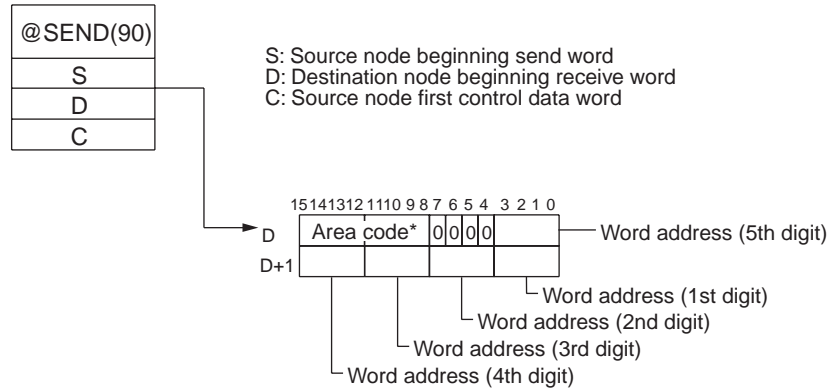 @SEND(90)
S
D
C
S: Source node beginning send word
D: Destination node beginning receive word
C: Source node first control data word
15 14 13 12 11 10 9 8 7 6 5 4 3 2 1 0
D Area code* 0 0 0 0 Word address (5th digit)
D+1
Word address (1st digit)
Word address (2nd digit)
Word address (3rd digit)
Word address (4th digit)